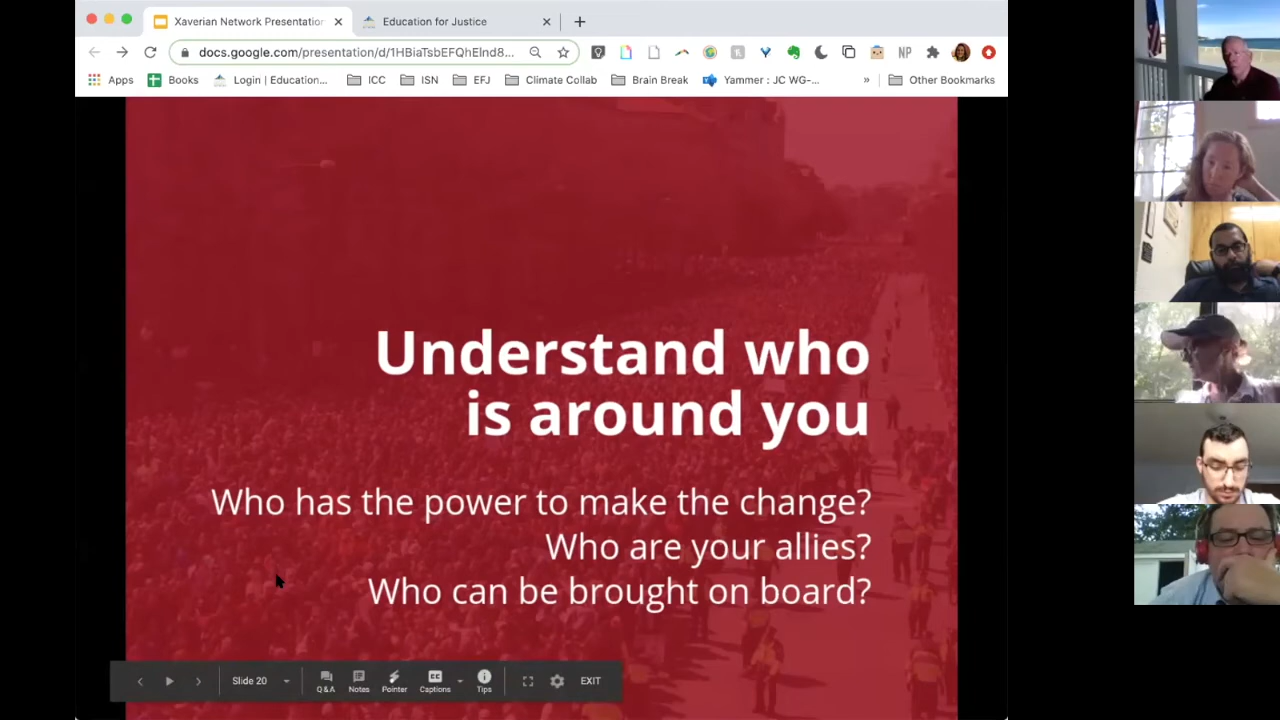 Xaverian Network Presentation
Education for Justice
docs.google.com/presentation/d/1HBiaTsbEFQhElnd8...
NP
Apps
Books
Login | Education...
ICC
ISN
EFJ
Climate Collab
Brain Break
Yammer : JC WG-...
»
Other Bookmarks
Understand who
is around you
Who has the power to make the change?
Who are your allies?
Who can be brought on board?
Slide 20
Q&A
Notes
Pointer
Captions
Tips
EXIT